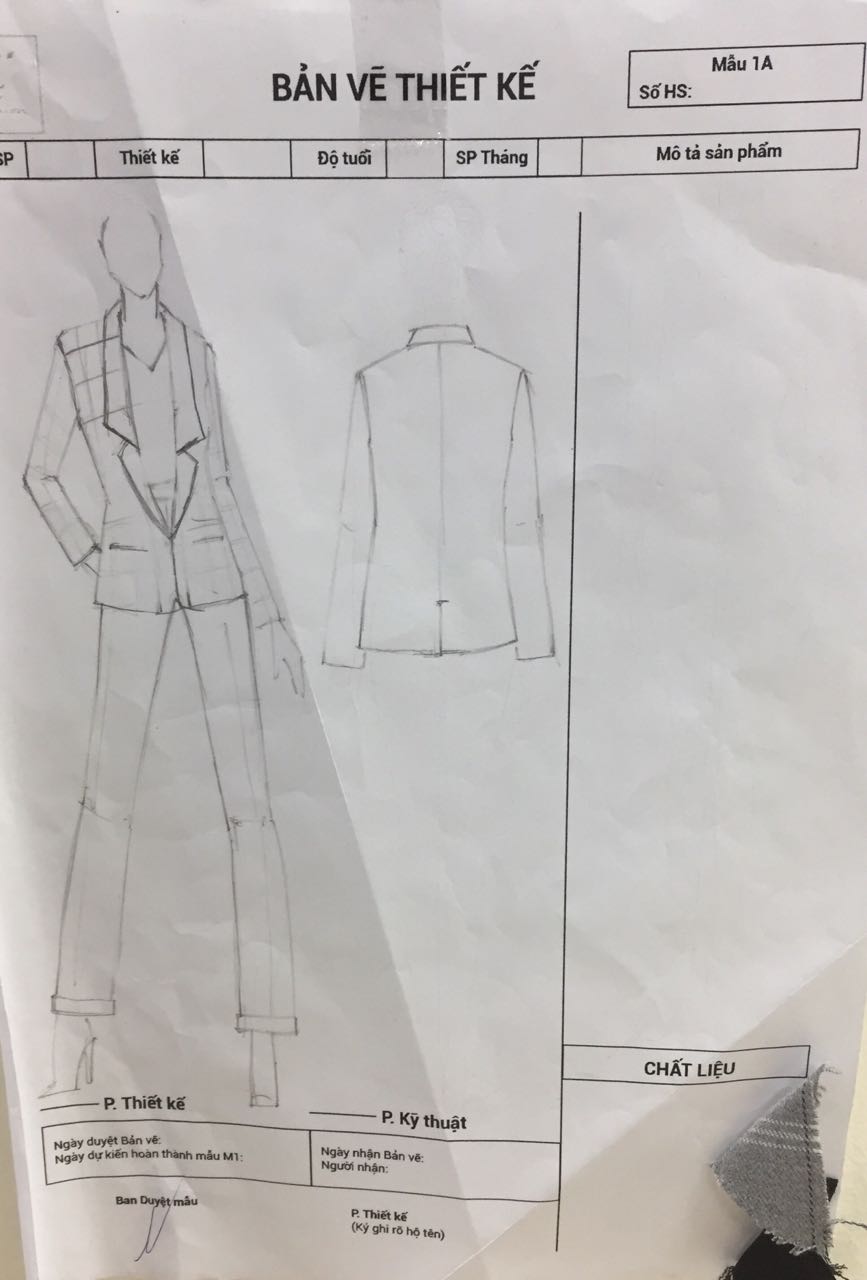 BẢN VẼ THIẾT KẾ
Mẫu 1A
Số HS:
SP
Thiết kế
Độ tuổi
SP Tháng
Mô tả sản phẩm
CHẤT LIỆU
P. Thiết kế
P. Kỹ thuật
Ngày duyệt Bản vẽ:
Ngày dự kiến hoàn thành mẫu M1:
Ngày nhận Bản vẽ:
Người nhận:
Ban Duyệt mẫu
P. Thiết kế
(Ký ghi rõ hộ tên)